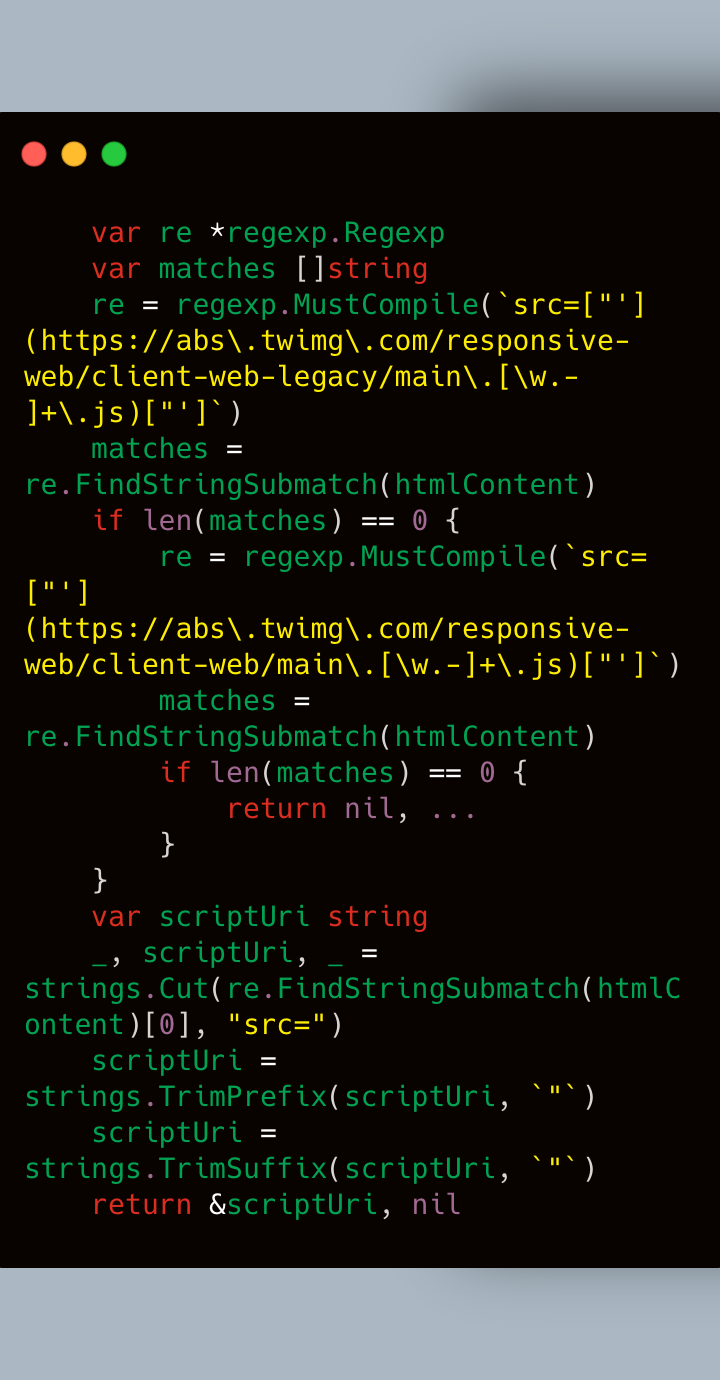 var re *regexp.Regexp
var matches []string
re = regexp.MustCompile(`src=["']
(https://abs\.twimg\.com/responsive-
web/client-web-legacy/main\.[\w.-
]+\.js)["']`)
matches =
re.FindStringSubmatch(htmlContent)
if len(matches) == 0 {
re = regexp.MustCompile(`src=
["']
(https://abs\.twimg\.com/responsive-
web/client-web/main\.[\w.-]+\.js)["']`)
matches =
re.FindStringSubmatch(htmlContent)
if len(matches) == 0 {
return nil, ...
}
}
var scriptUri string
_, scriptUri, _ =
strings.Cut(re.FindStringSubmatch(htmlC
ontent)[0], "src=")
scriptUri =
strings.TrimPrefix(scriptUri, `"`)
scriptUri =
strings.TrimSuffix(scriptUri, `"`)
return &scriptUri, nil